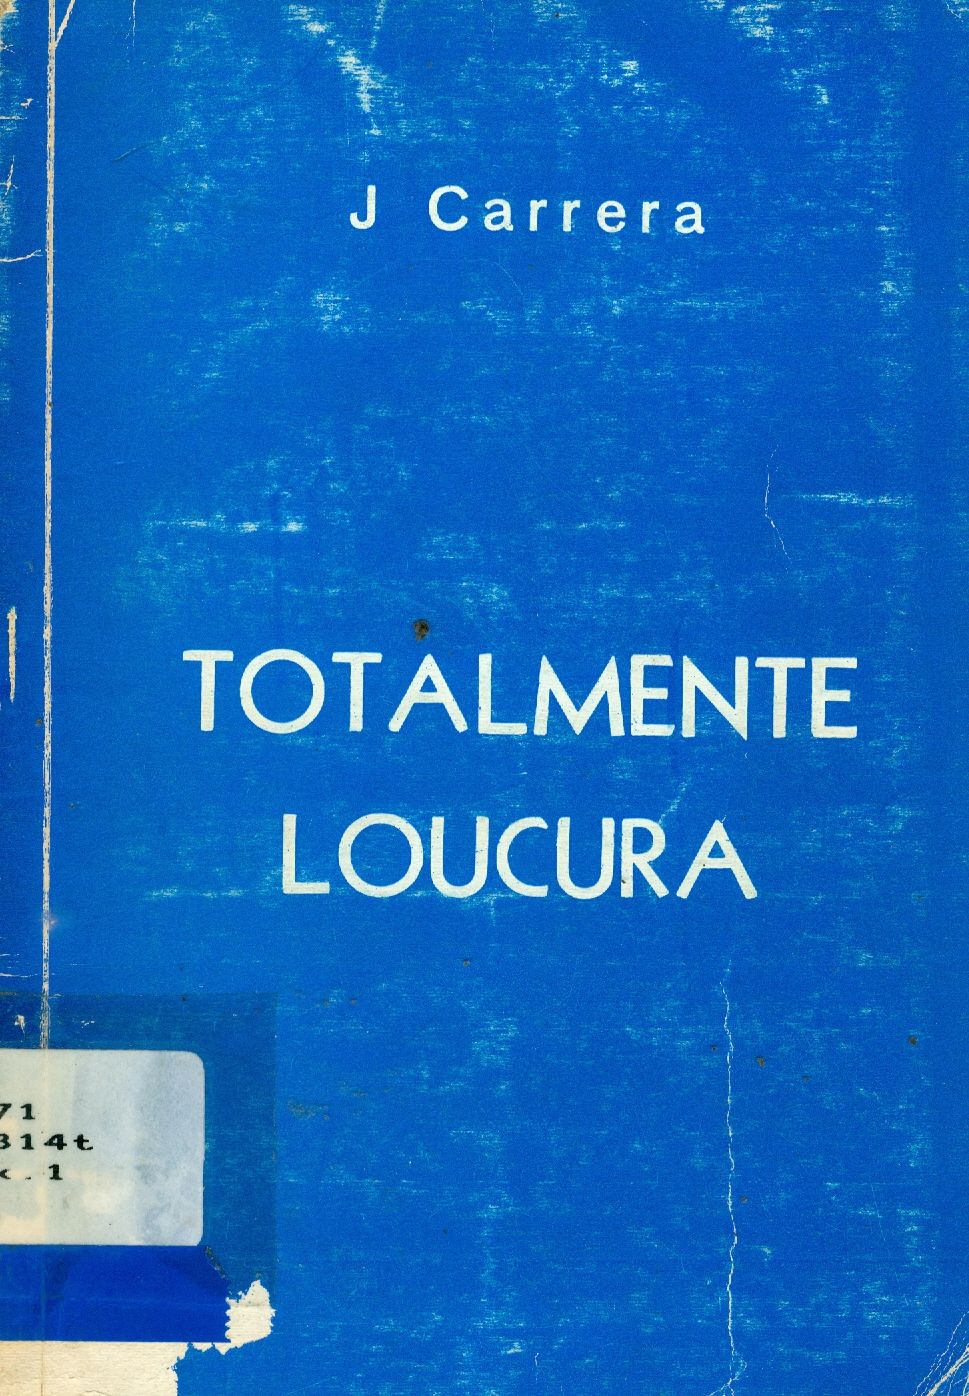 J Carrera
TOTALMENTE
LOUCURA
71
314t
.1